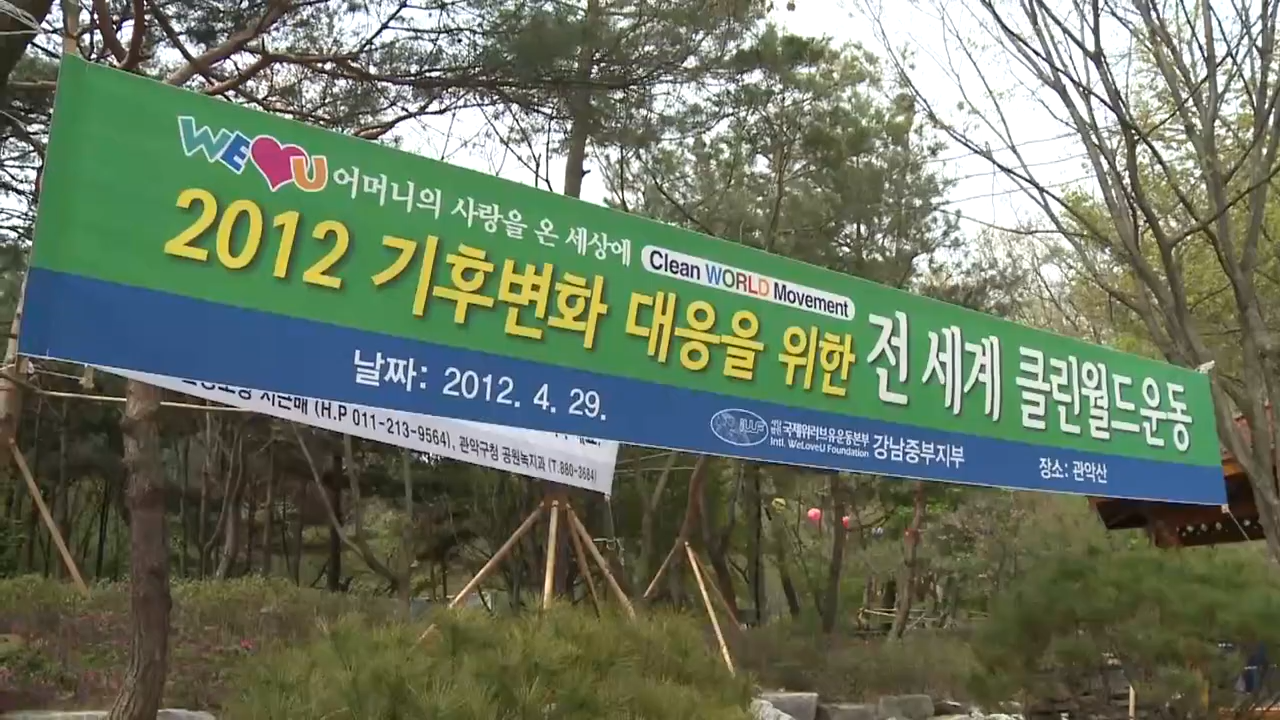 WE♥U 어머니의 사랑을 온 세상에 Clean WORLD Movement
2012 기후변화 대응을 위한 전 세계 클린월드운동
날짜: 2012. 4. 29.
국제위러브유운동본부 강남중부지부
Intl. WeLoveU Foundation
장소: 관악산
(H.P 011-213-9564), 관악구청 공원녹지과 (T.880-3684)